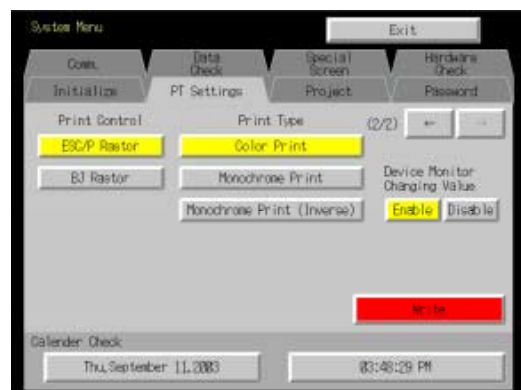 System Menu
Exit
Comm.
Data
Check
Special
Screen
Hardware
Check
Initialize
PT Settings
Project
Password
Print Control
Print Type
(2/2)
←
→
ESC/P Rastor
Color Print
BJ Rastor
Monochrome Print
Device Monitor
Changing Value
Monochrome Print (Inverse)
Enable
Disable
Write
Calender Check
Thu,September 11,2003
03:48:29 PM